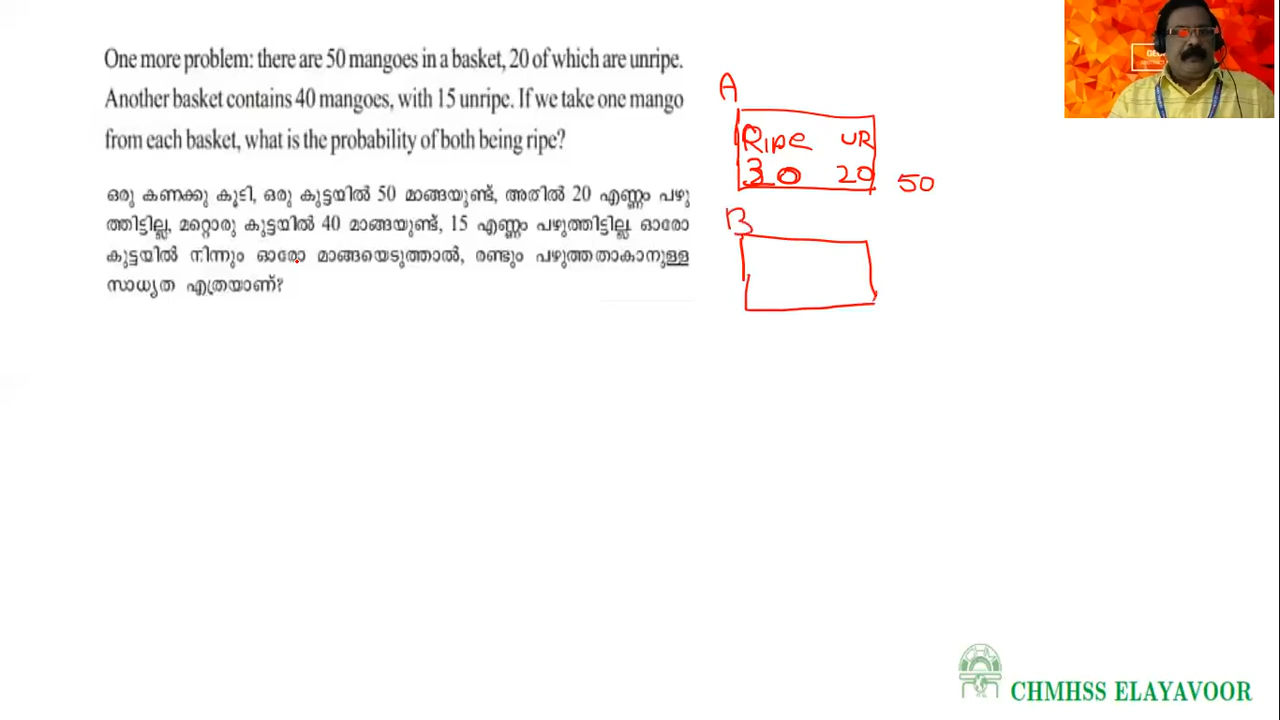 One more problem: there are 50 mangoes in a basket, 20 of which are unripe.
Another basket contains 40 mangoes, with 15 unripe. If we take one mango
from each basket, what is the probability of both being ripe?
ഒരു കണക്കു കൂടി, ഒരു കുട്ടയിൽ 50 മാങ്ങയുണ്ട്, അതിൽ 20 എണ്ണം പഴു
ത്തിട്ടില്ല, മറ്റൊരു കുട്ടയിൽ 40 മാങ്ങയുണ്ട്, 15 എണ്ണം പഴുത്തിട്ടില്ല. ഓരോ
കുട്ടയിൽ നിന്നും ഓരോ മാങ്ങയെടുത്താൽ, രണ്ടും പഴുത്തതാകാനുള്ള
സാധ്യത എത്രയാണ്?
A
Ripe UR
30 20 50
B
CHMHSS ELAYAVOOR